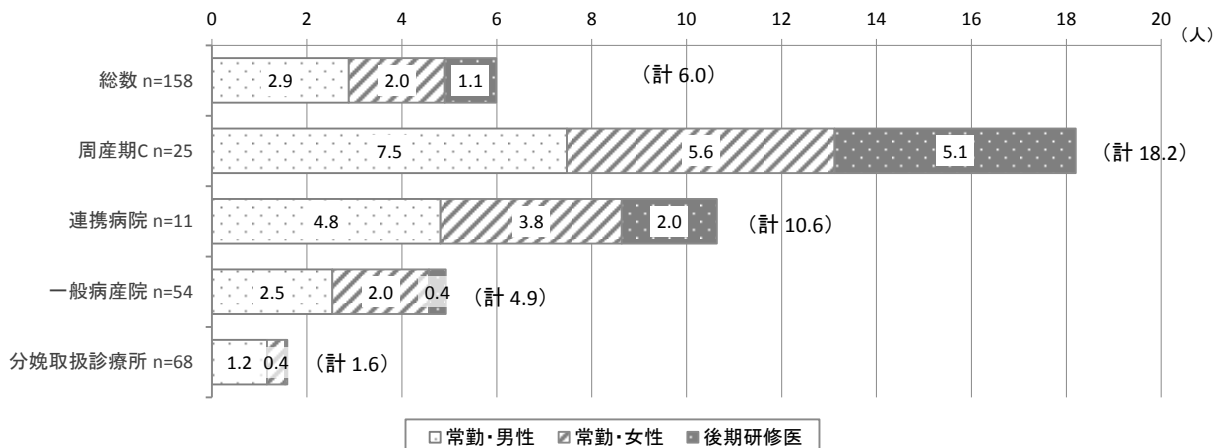 0 2 4 6 8 10 12 14 16 18 20
（人）
総数 n=158 2.9 2.0 1.1 （計 6.0）
周産期C n=25 7.5 5.6 5.1 （計 18.2）
連携病院 n=11 4.8 3.8 2.0 （計 10.6）
一般病産院 n=54 2.5 2.0 0.4 （計 4.9）
分娩取扱診療所 n=68 1.2 0.4 （計 1.6）
常勤・男性 常勤・女性 後期研修医